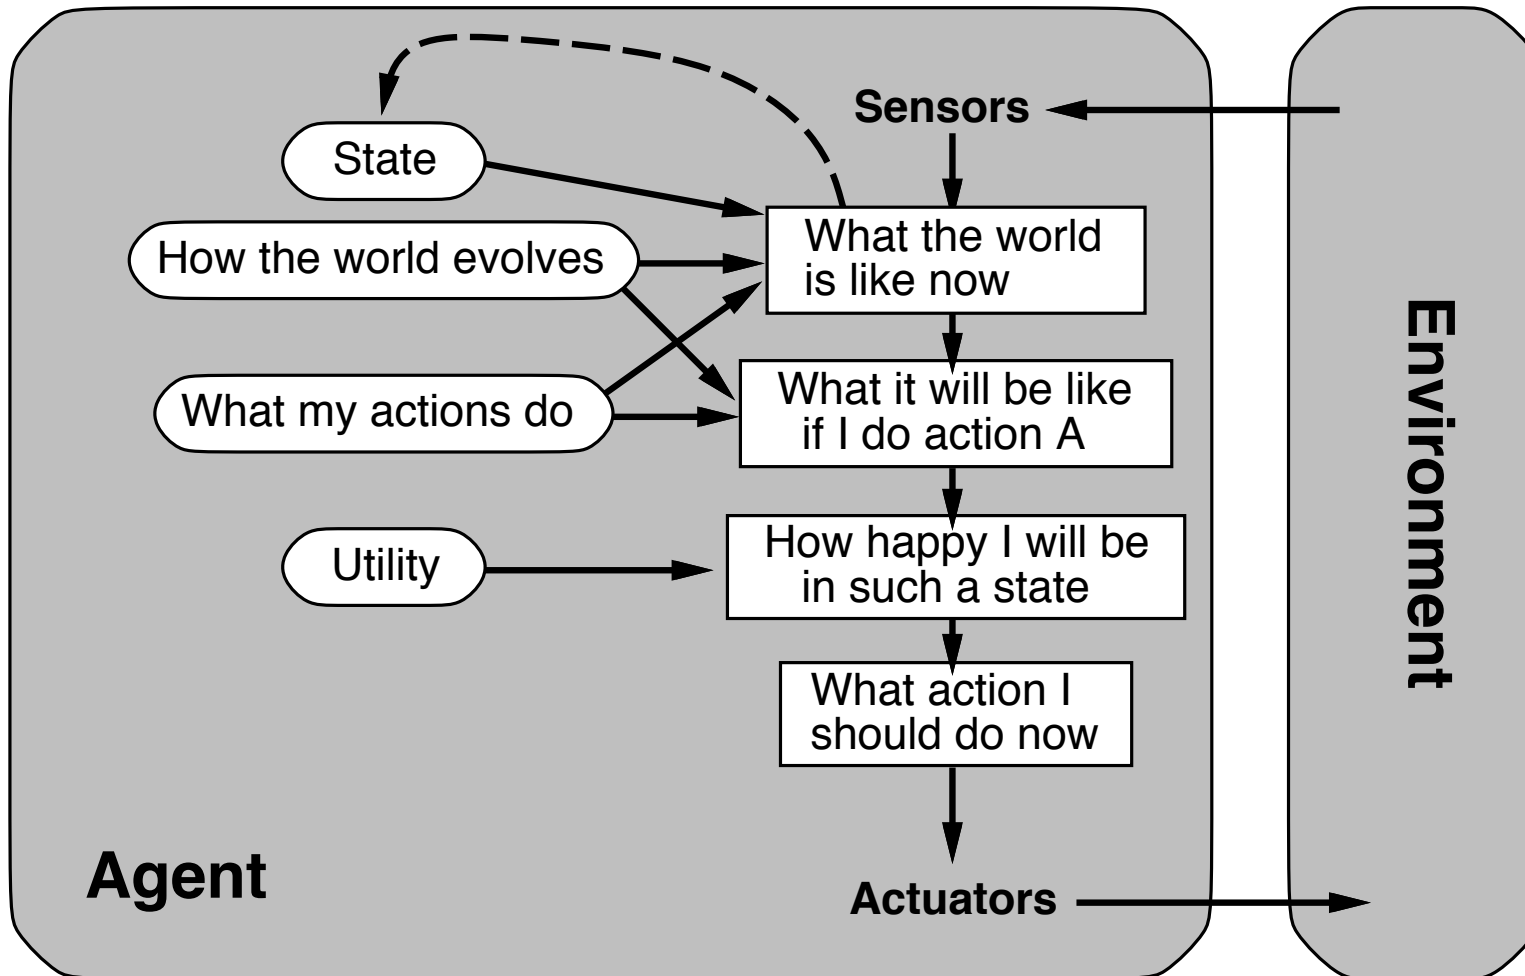 Sensors
State
What the world
is like now
How the world evolves
What it will be like
if I do action A
What my actions do
How happy I will be
in such a state
Utility
What action I
should do now
Agent
Actuators
Environment